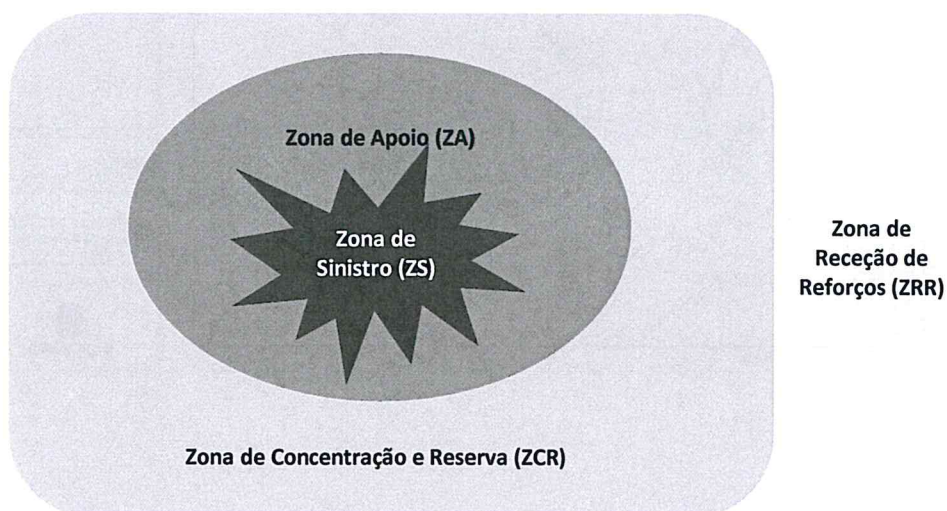 Zona de Apoio (ZA)
Zona de
Sinistro (ZS)
Zona de
Receção de
Reforços (ZRR)
Zona de Concentração e Reserva (ZCR)